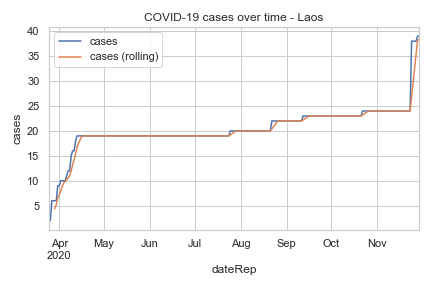 COVID-19 cases over time - Laos
cases
cases (rolling)
40
35
30
25
20
15
10
5
cases
Apr May Jun Jul Aug Sep Oct Nov
2020
dateRep